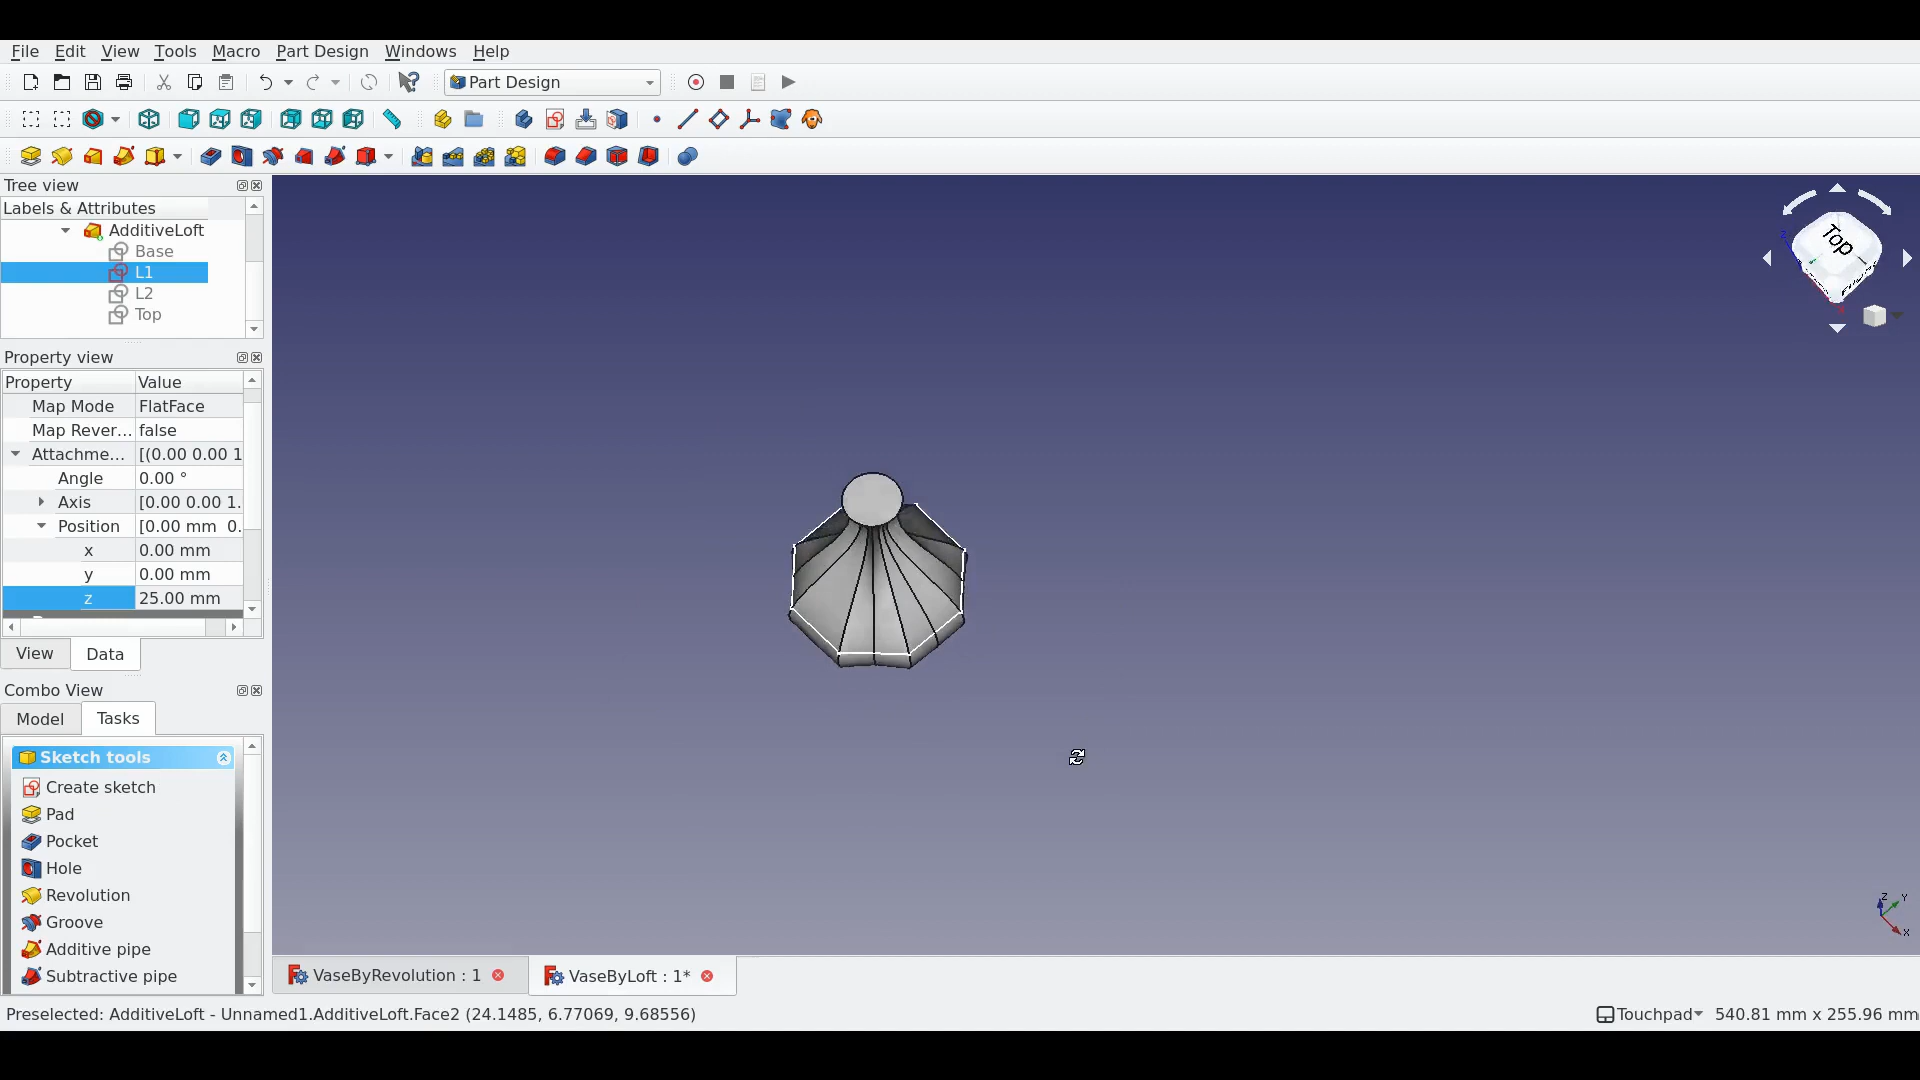 File Edit View Tools Macro Part Design Windows Help
Part Design
Tree view
Labels & Attributes
AdditiveLoft
Base
L1
L2
Top
Property view
Property Value
Map Mode FlatFace
Map Rever... false
Attachme... [(0.00 0.00 1
Angle 0.00 °
Axis [0.00 0.00 1.
Position [0.00 mm 0.
x 0.00 mm
y 0.00 mm
z 25.00 mm
View Data
Combo View
Model Tasks
Sketch tools
Create sketch
Pad
Pocket
Hole
Revolution
Groove
Additive pipe
Subtractive pipe
Top
Z
X
Z Y
X
VaseByRevolution : 1 VaseByLoft : 1*
Preselected: AdditiveLoft - Unnamed1.AdditiveLoft.Face2 (24.1485, 6.77069, 9.68556) Touchpad 540.81 mm x 255.96 mm